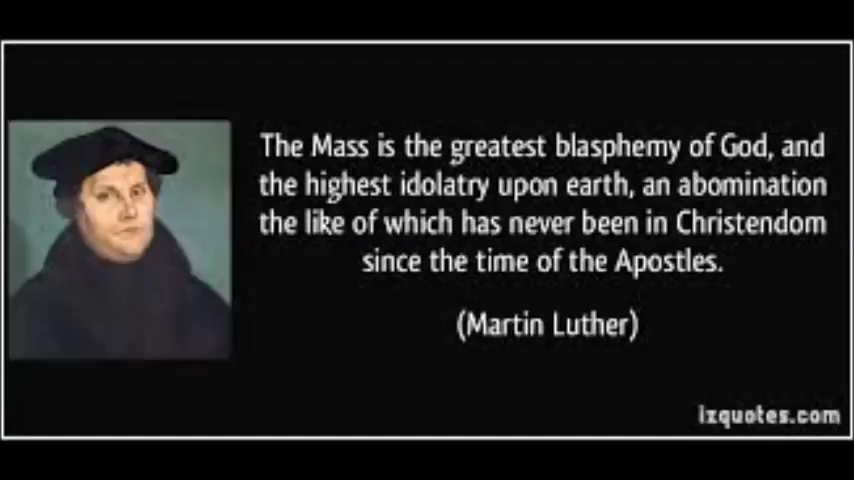 The Mass is the greatest blasphemy of God, and
the highest idolatry upon earth, an abomination
the like of which has never been in Christendom
since the time of the Apostles.
(Martin Luther)
izquotes.com